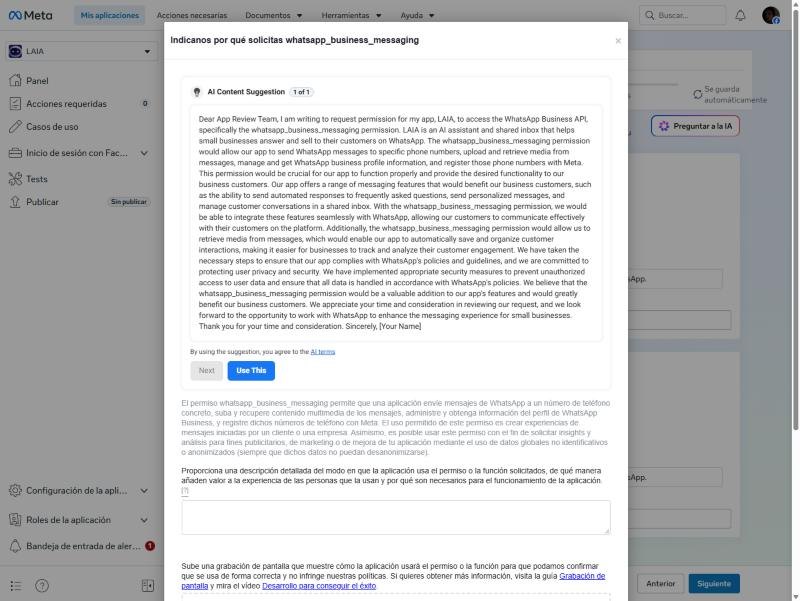 Meta
Mis aplicaciones
Acciones necesarias
Documentos
Herramientas
Ayuda
Buscar...
LAIA
Panel
Acciones requeridas
0
Casos de uso
Inicio de sesión con Fac...
Tests
Publicar
Sin publicar
Configuración de la apli...
Roles de la aplicación
Bandeja de entrada de aler...
1
Indícanos por qué solicitas whatsapp_business_messaging
×
AI Content Suggestion
1 of 1
Dear App Review Team, I am writing to request permission for my app, LAIA, to access the WhatsApp Business API,
specifically the whatsapp_business_messaging permission. LAIA is an AI assistant and shared inbox that helps
small businesses answer and sell to their customers on WhatsApp. The whatsapp_business_messaging permission
would allow our app to send WhatsApp messages to specific phone numbers, upload and retrieve media from
messages, manage and get WhatsApp business profile information, and register those phone numbers with Meta.
This permission would be crucial for our app to function properly and provide the desired functionality to our
business customers. Our app offers a range of messaging features that would benefit our business customers, such
as the ability to send automated responses to frequently asked questions, send personalized messages, and
manage customer conversations in a shared inbox. With the whatsapp_business_messaging permission, we would
be able to integrate these features seamlessly with WhatsApp, allowing our customers to communicate effectively
with their customers on the platform. Additionally, the whatsapp_business_messaging permission would allow us to
retrieve media from messages, which would enable our app to automatically save and organize customer
interactions, making it easier for businesses to track and analyze their customer engagement. We have taken the
necessary steps to ensure that our app complies with WhatsApp's policies and guidelines, and we are committed to
protecting user privacy and security. We have implemented appropriate security measures to prevent unauthorized
access to user data and ensure that all data is handled in accordance with WhatsApp's policies. We believe that the
whatsapp_business_messaging permission would be a valuable addition to our app's features and would greatly
benefit our business customers. We appreciate your time and consideration in reviewing our request, and we look
forward to the opportunity to work with WhatsApp to enhance the messaging experience for small businesses.
Thank you for your time and consideration. Sincerely, [Your Name]
By using the suggestion, you agree to the AI terms
Next
Use This
El permiso whatsapp_business_messaging permite que una aplicación envíe mensajes de WhatsApp a un número de teléfono
concreto, suba y recupere contenido multimedia de los mensajes, administre y obtenga información del perfil de WhatsApp
Business, y registre dichos números de teléfono con Meta. El uso permitido de este permiso es crear experiencias de
mensajes iniciadas por un cliente o una empresa. Asimismo, es posible usar este permiso con el fin de solicitar insights y
análisis para fines publicitarios, de marketing o de mejora de tu aplicación mediante el uso de datos globales no identificativos
o anonimizados (siempre que dichos datos no puedan desanonimizarse).
Proporciona una descripción detallada del modo en que la aplicación usa el permiso o la función solicitados, de qué manera
añaden valor a la experiencia de las personas que la usan y por qué son necesarios para el funcionamiento de la aplicación.
[?]
Sube una grabación de pantalla que muestre cómo la aplicación usará el permiso o la función para que podamos confirmar
que se usa de forma correcta y no infringe nuestras políticas. Si quieres obtener más información, visita la guía Grabación de
pantalla y mira el vídeo Desarrollo para conseguir el éxito
Se guarda
automáticamente
Preguntar a la IA
sApp.
sApp.
Anterior
Siguiente